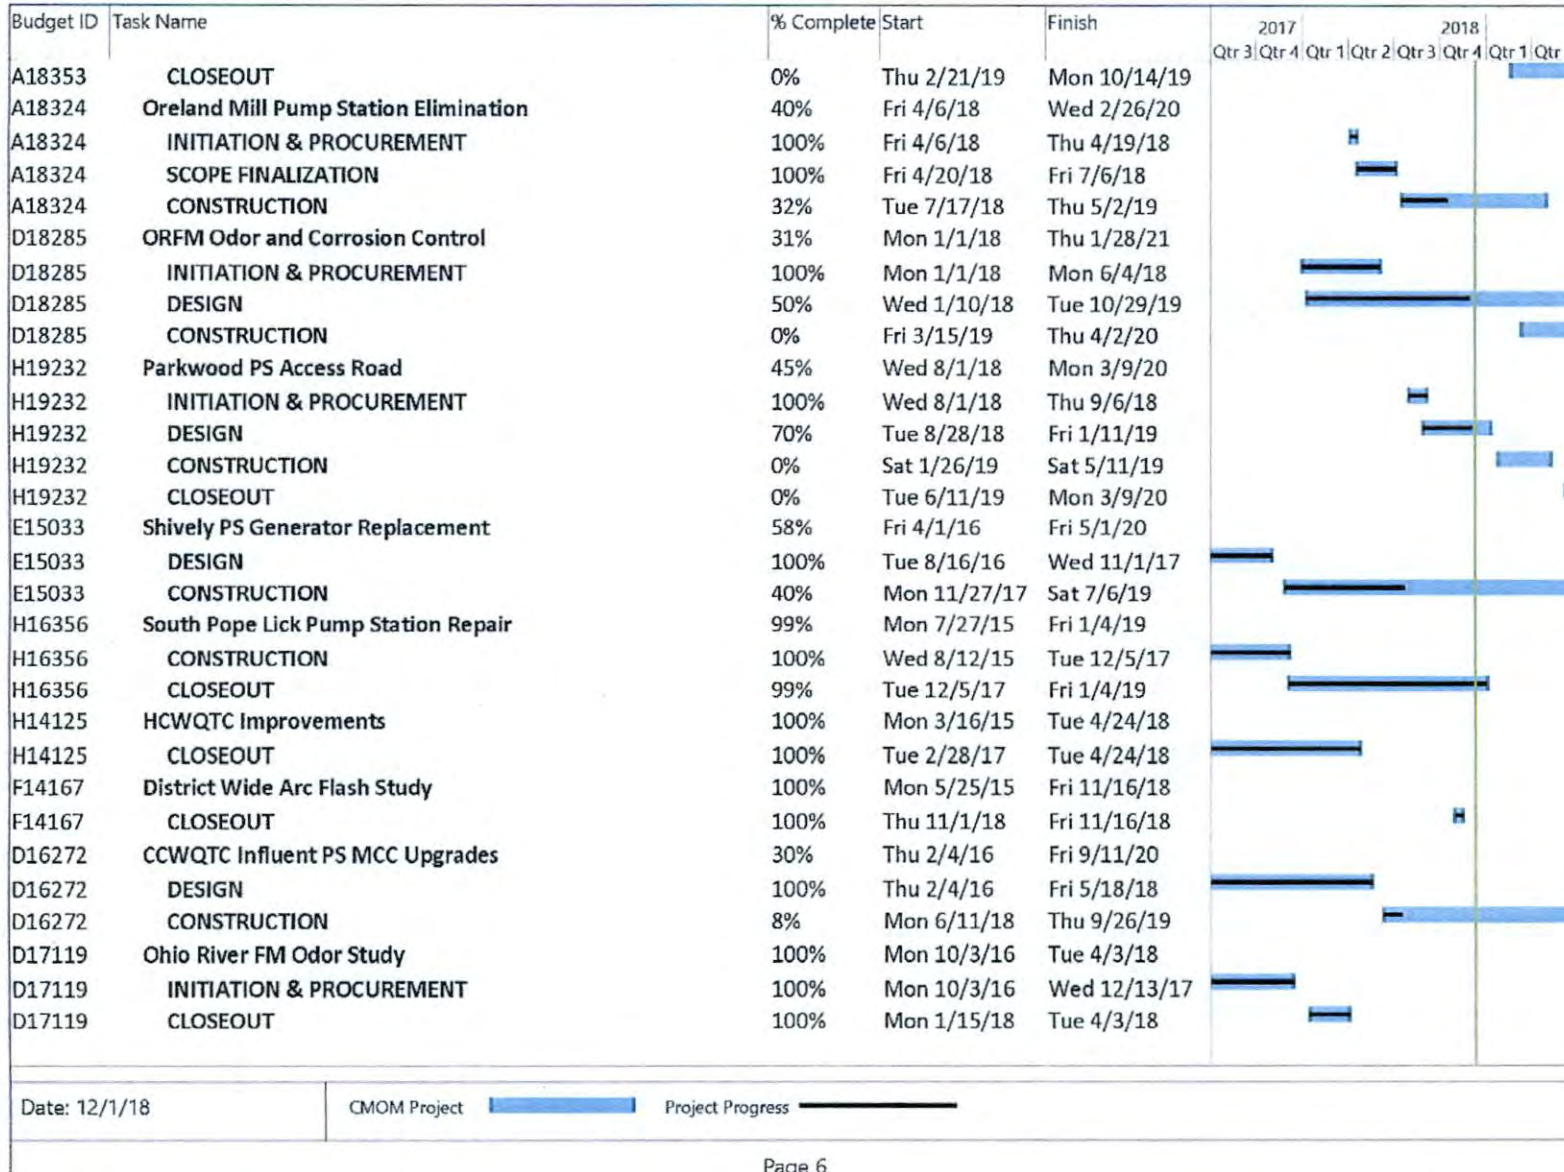 Budget ID Task Name % Complete Start Finish 2017 2018
Qtr 3 Qtr 4 Qtr 1 Qtr 2 Qtr 3 Qtr 4 Qtr 1 Qtr
A18353 CLOSEOUT 0% Thu 2/21/19 Mon 10/14/19
A18324 Oreland Mill Pump Station Elimination 40% Fri 4/6/18 Wed 2/26/20
A18324 INITIATION & PROCUREMENT 100% Fri 4/6/18 Thu 4/19/18
A18324 SCOPE FINALIZATION 100% Fri 4/20/18 Fri 7/6/18
A18324 CONSTRUCTION 32% Tue 7/17/18 Thu 5/2/19
D18285 ORFM Odor and Corrosion Control 31% Mon 1/1/18 Thu 1/28/21
D18285 INITIATION & PROCUREMENT 100% Mon 1/1/18 Mon 6/4/18
D18285 DESIGN 50% Wed 1/10/18 Tue 10/29/19
D18285 CONSTRUCTION 0% Fri 3/15/19 Thu 4/2/20
H19232 Parkwood PS Access Road 45% Wed 8/1/18 Mon 3/9/20
H19232 INITIATION & PROCUREMENT 100% Wed 8/1/18 Thu 9/6/18
H19232 DESIGN 70% Tue 8/28/18 Fri 1/11/19
H19232 CONSTRUCTION 0% Sat 1/26/19 Sat 5/11/19
H19232 CLOSEOUT 0% Tue 6/11/19 Mon 3/9/20
E15033 Shively PS Generator Replacement 58% Fri 4/1/16 Fri 5/1/20
E15033 DESIGN 100% Tue 8/16/16 Wed 11/1/17
E15033 CONSTRUCTION 40% Mon 11/27/17 Sat 7/6/19
H16356 South Pope Lick Pump Station Repair 99% Mon 7/27/15 Fri 1/4/19
H16356 CONSTRUCTION 100% Wed 8/12/15 Tue 12/5/17
H16356 CLOSEOUT 99% Tue 12/5/17 Fri 1/4/19
H14125 HCWQTC Improvements 100% Mon 3/16/15 Tue 4/24/18
H14125 CLOSEOUT 100% Tue 2/28/17 Tue 4/24/18
F14167 District Wide Arc Flash Study 100% Mon 5/25/15 Fri 11/16/18
F14167 CLOSEOUT 100% Thu 11/1/18 Fri 11/16/18
D16272 CCWQTC Influent PS MCC Upgrades 30% Thu 2/4/16 Fri 9/11/20
D16272 DESIGN 100% Thu 2/4/16 Fri 5/18/18
D16272 CONSTRUCTION 8% Mon 6/11/18 Thu 9/26/19
D17119 Ohio River FM Odor Study 100% Mon 10/3/16 Tue 4/3/18
D17119 INITIATION & PROCUREMENT 100% Mon 10/3/16 Wed 12/13/17
D17119 CLOSEOUT 100% Mon 1/15/18 Tue 4/3/18
Date: 12/1/18 CMOM Project Project Progress
Page 6